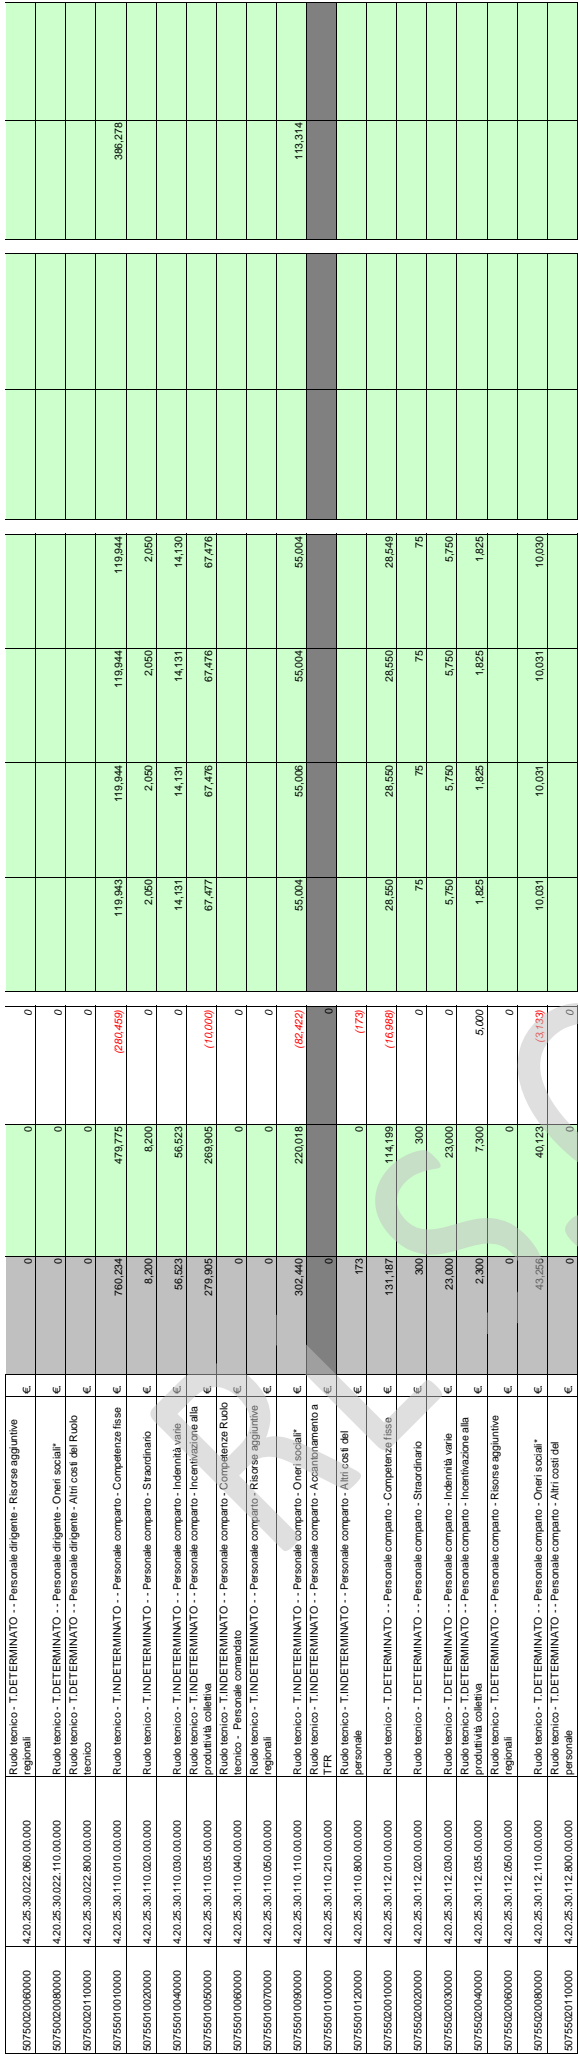 50750020060000 4.20.25.30.022.060.00.000 Ruolo tecnico - T.DETERMINATO - - Personale dirigente - Risorse aggiuntive regionali € 0 0 0
50750020080000 4.20.25.30.022.110.00.000 Ruolo tecnico - T.DETERMINATO - - Personale dirigente - Oneri sociali* € 0 0 0
50750020110000 4.20.25.30.022.800.00.000 Ruolo tecnico - T.DETERMINATO - - Personale dirigente - Altri costi del Ruolo tecnico € 0 0 0
50755010010000 4.20.25.30.110.010.00.000 Ruolo tecnico - T.INDETERMINATO - - Personale comparto - Competenze fisse € 760,234 479,775 (280,459) 119,943 119,944 119,944 119,944 386,278
50755010020000 4.20.25.30.110.020.00.000 Ruolo tecnico - T.INDETERMINATO - - Personale comparto - Straordinario € 8,200 8,200 0 2,050 2,050 2,050 2,050
50755010040000 4.20.25.30.110.030.00.000 Ruolo tecnico - T.INDETERMINATO - - Personale comparto - Indennità varie € 56,523 56,523 0 14,131 14,131 14,131 14,130
50755010050000 4.20.25.30.110.035.00.000 Ruolo tecnico - T.INDETERMINATO - - Personale comparto - Incentivazione alla produttività collettiva € 279,905 269,905 (10,000) 67,477 67,476 67,476 67,476
50755010060000 4.20.25.30.110.040.00.000 Ruolo tecnico - T.INDETERMINATO - - Personale comparto - Competenze Ruolo tecnico - Personale comandato € 0 0 0
50755010070000 4.20.25.30.110.050.00.000 Ruolo tecnico - T.INDETERMINATO - - Personale comparto - Risorse aggiuntive regionali € 0 0 0
50755010090000 4.20.25.30.110.110.00.000 Ruolo tecnico - T.INDETERMINATO - - Personale comparto - Oneri sociali* € 302,440 220,018 (82,422) 55,004 55,006 55,004 55,004 113,314
50755010100000 4.20.25.30.110.210.00.000 Ruolo tecnico - T.INDETERMINATO - - Personale comparto - Accantonamento a TFR € 0 0
50755010120000 4.20.25.30.110.800.00.000 Ruolo tecnico - T.INDETERMINATO - - Personale comparto - Altri costi del personale € 173 0 (173)
50755020010000 4.20.25.30.112.010.00.000 Ruolo tecnico - T.DETERMINATO - - Personale comparto - Competenze fisse € 131,187 114,199 (16,988) 28,550 28,550 28,550 28,549
50755020020000 4.20.25.30.112.020.00.000 Ruolo tecnico - T.DETERMINATO - - Personale comparto - Straordinario € 300 300 0 75 75 75 75
50755020030000 4.20.25.30.112.030.00.000 Ruolo tecnico - T.DETERMINATO - - Personale comparto - Indennità varie € 23,000 23,000 0 5,750 5,750 5,750 5,750
50755020040000 4.20.25.30.112.035.00.000 Ruolo tecnico - T.DETERMINATO - - Personale comparto - Incentivazione alla produttività collettiva € 2,300 7,300 5,000 1,825 1,825 1,825 1,825
50755020060000 4.20.25.30.112.050.00.000 Ruolo tecnico - T.DETERMINATO - - Personale comparto - Risorse aggiuntive regionali € 0 0 0
50755020080000 4.20.25.30.112.110.00.000 Ruolo tecnico - T.DETERMINATO - - Personale comparto - Oneri sociali* € 43,256 40,123 (3,133) 10,031 10,031 10,031 10,030
50755020110000 4.20.25.30.112.800.00.000 Ruolo tecnico - T.DETERMINATO - - Personale comparto - Altri costi del personale € 0 0 0